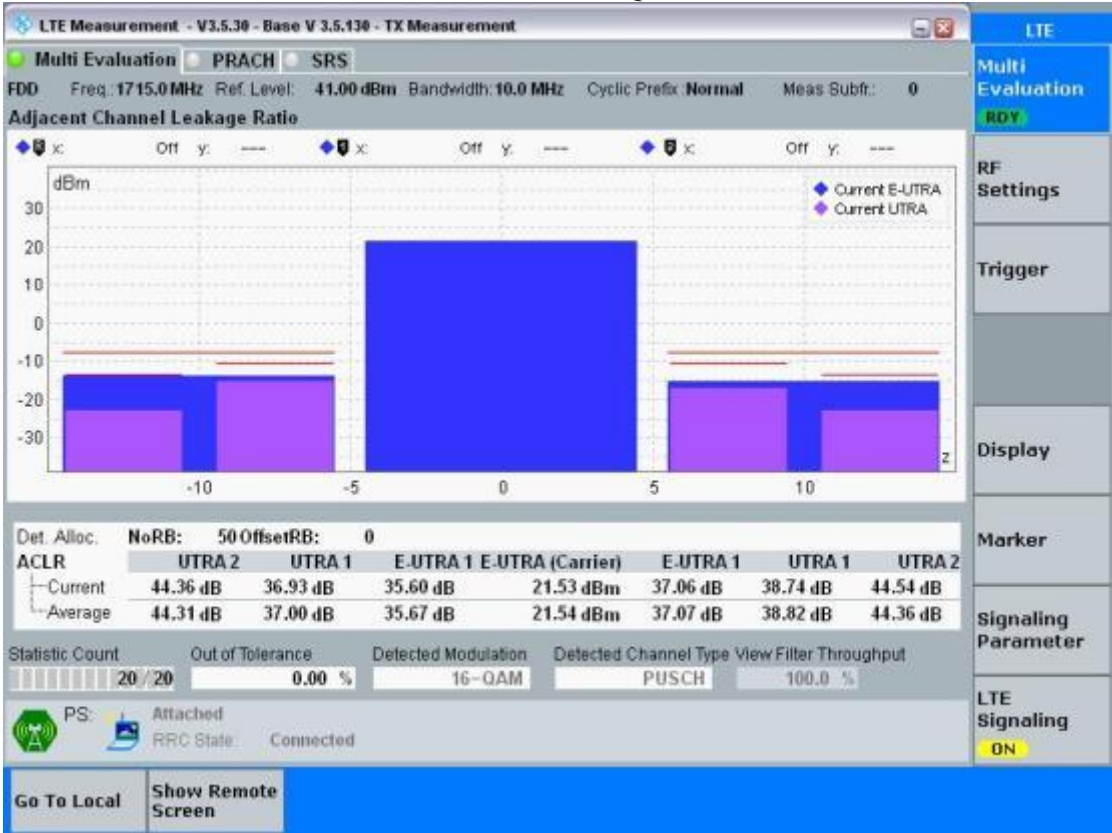 LTE Measurement - V3.5.30 - Base V 3.5.130 - TX Measurement
Multi Evaluation PRACH SRS
FDD Freq.: 1715.0 MHz Ref. Level: 41.00 dBm Bandwidth: 10.0 MHz Cyclic Prefix: Normal Meas Subfr.: 0
Adjacent Channel Leakage Ratio
x: Off y: --- x: Off y: --- x: Off y: ---
dBm
Current E-UTRA
Current UTRA
30
20
10
0
-10
-20
-30
z
-10 -5 0 5 10
Det. Alloc. NoRB: 50 OffsetRB: 0
ACLR UTRA 2 UTRA 1 E-UTRA 1 E-UTRA (Carrier) E-UTRA 1 UTRA 1 UTRA 2
Current 44.36 dB 36.93 dB 35.60 dB 21.53 dBm 37.06 dB 38.74 dB 44.54 dB
Average 44.31 dB 37.00 dB 35.67 dB 21.54 dBm 37.07 dB 38.82 dB 44.36 dB
Statistic Count Out of Tolerance Detected Modulation Detected Channel Type View Filter Throughput
20 / 20 0.00 % 16-QAM PUSCH 100.0 %
PS: Attached
RRC State: Connected
Go To Local
Show Remote
Screen
LTE
Multi
Evaluation
RDY
RF
Settings
Trigger
Display
Marker
Signaling
Parameter
LTE
Signaling
ON